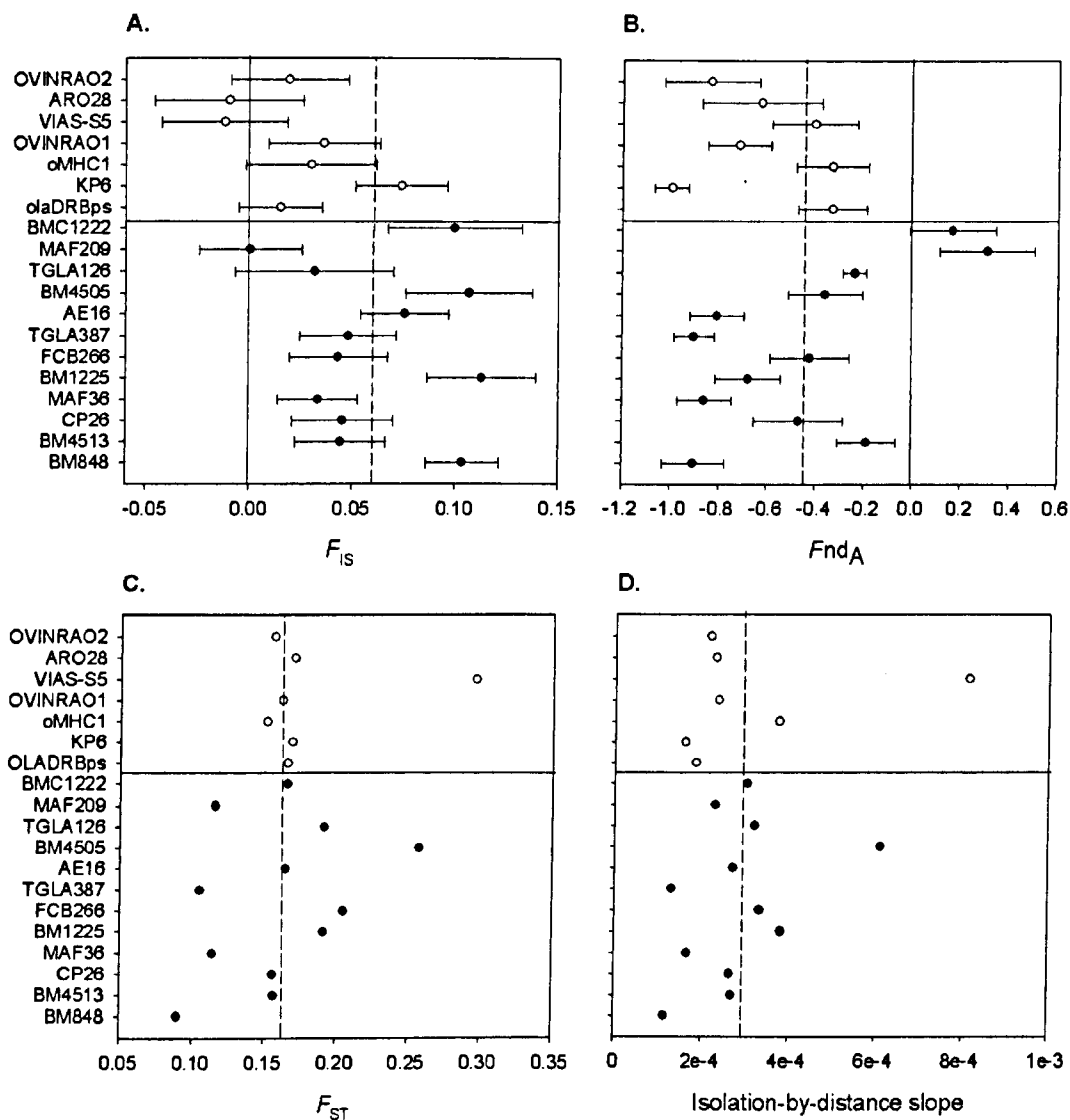 A.
B.
OVINRAO2
ARO28
VIAS-S5
OVINRAO1
oMHC1
KP6
olaDRBps
BMC1222
MAF209
TGLA126
BM4505
AE16
TGLA387
FCB266
BM1225
MAF36
CP26
BM4513
BM848
-0.05 0.00 0.05 0.10 0.15
-1.2 -1.0 -0.8 -0.6 -0.4 -0.2 0.0 0.2 0.4 0.6
FIS
FndA
C.
D.
OVINRAO2
ARO28
VIAS-S5
OVINRAO1
oMHC1
KP6
OLADRBps
BMC1222
MAF209
TGLA126
BM4505
AE16
TGLA387
FCB266
BM1225
MAF36
CP26
BM4513
BM848
0.05 0.10 0.15 0.20 0.25 0.30 0.35
0 2e-4 4e-4 6e-4 8e-4 1e-3
FST
Isolation-by-distance slope